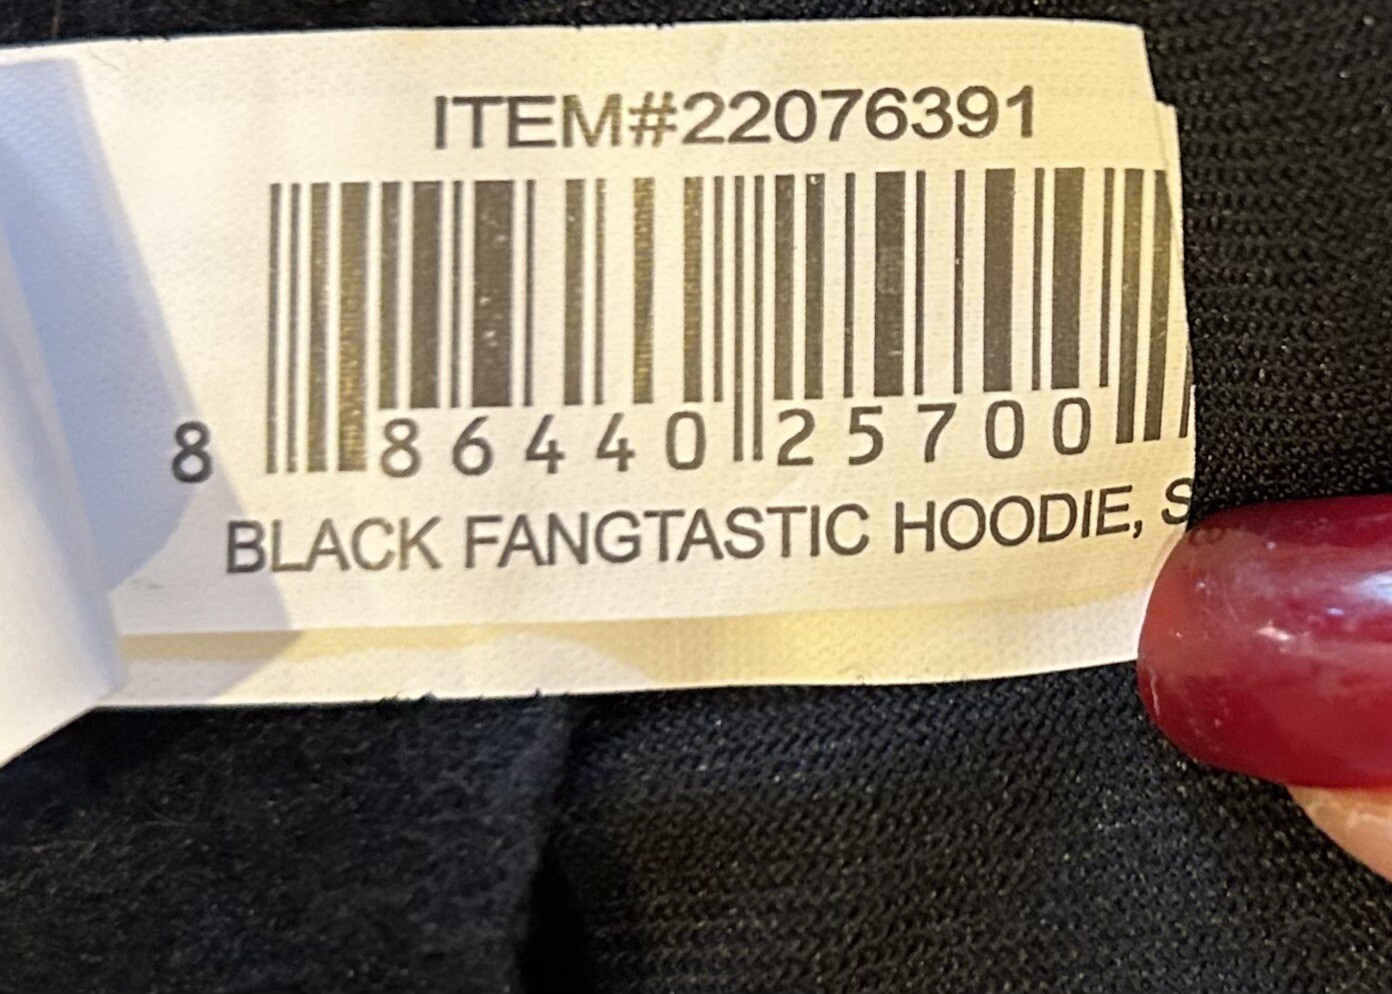 ITEM#22076391
8 86440 25700
BLACK FANGTASTIC HOODIE, S